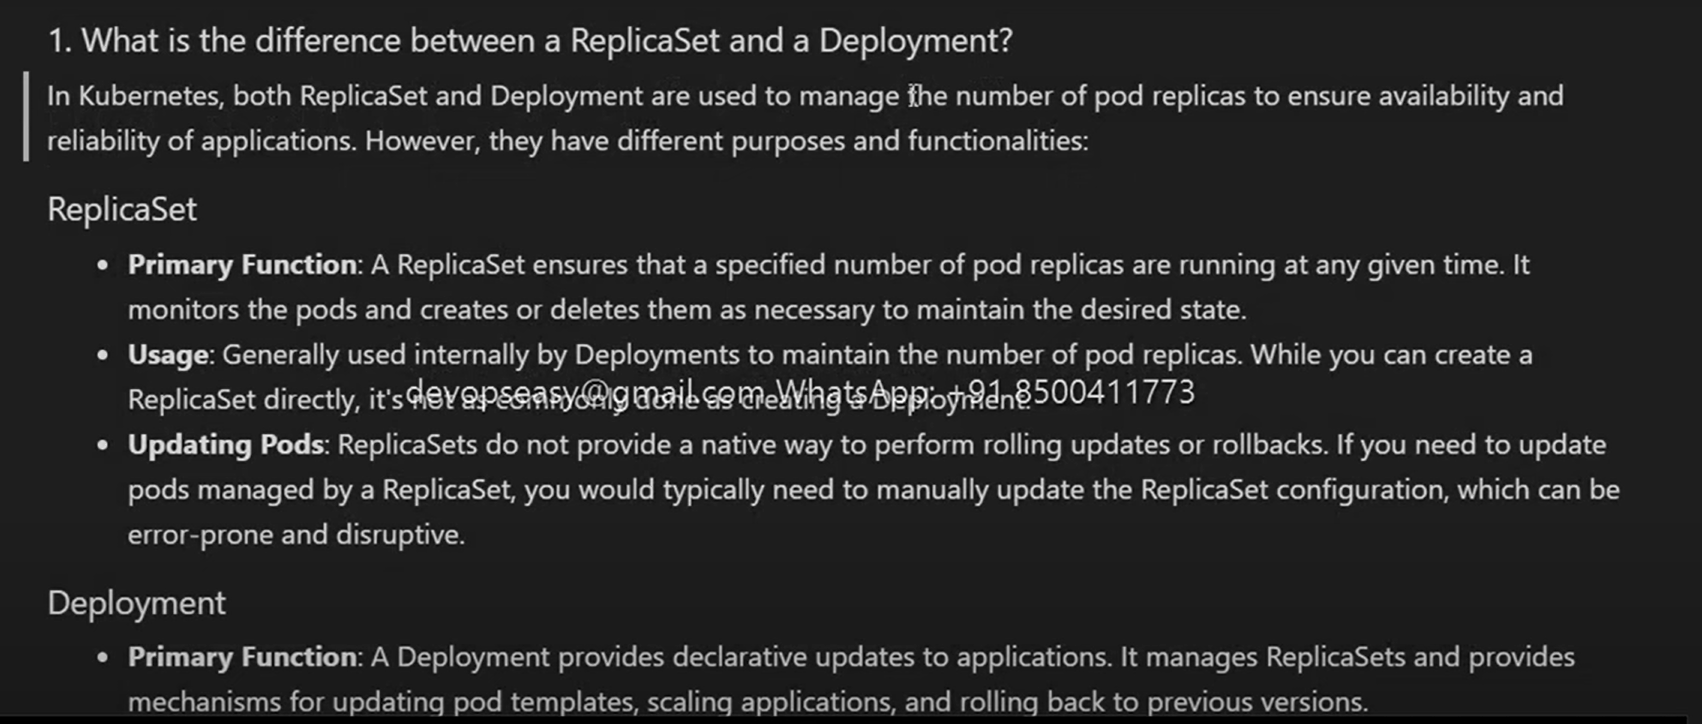 1. What is the difference between a ReplicaSet and a Deployment?
In Kubernetes, both ReplicaSet and Deployment are used to manage the number of pod replicas to ensure availability and
reliability of applications. However, they have different purposes and functionalities:
ReplicaSet
• Primary Function: A ReplicaSet ensures that a specified number of pod replicas are running at any given time. It
monitors the pods and creates or deletes them as necessary to maintain the desired state.
• Usage: Generally used internally by Deployments to maintain the number of pod replicas. While you can create a
ReplicaSet directly, it's not as commonly done as creating a Deployment.
devopseasy@gmail.com WhatsApp: +91 8500411773
• Updating Pods: ReplicaSets do not provide a native way to perform rolling updates or rollbacks. If you need to update
pods managed by a ReplicaSet, you would typically need to manually update the ReplicaSet configuration, which can be
error-prone and disruptive.
Deployment
• Primary Function: A Deployment provides declarative updates to applications. It manages ReplicaSets and provides
mechanisms for updating pod templates, scaling applications, and rolling back to previous versions.